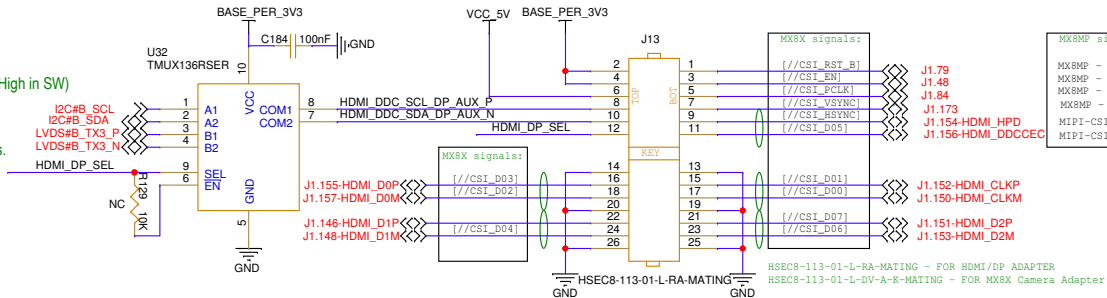 BASE_PER_3V3
VCC_5V
BASE_PER_3V3
C184
100nF
GND
U32
TMUX136RSER
10
VCC
High in SW)
I2C#B_SCL
I2C#B_SDA
LVDS#B_TX3_P
LVDS#B_TX3_N
1
2
3
4
A1
A2
B1
B2
COM1
COM2
8
7
HDMI_DDC_SCL_DP_AUX_P
HDMI_DDC_SDA_DP_AUX_N
HDMI_DP_SEL
s.
HDMI_DP_SEL
9
6
SEL
EN
GND
5
GND
R129
NC
10K
J13
TOP
BOT
KEY
2
4
6
8
10
12
1
3
5
7
9
11
14
16
18
20
22
24
26
13
15
17
19
21
23
25
MX8X signals:
[//CSI_RST_B]
[//CSI_EN]
[//CSI_PCLK]
[//CSI_VSYNC]
[//CSI_HSYNC]
[//CSI_D05]
[//CSI_D01]
[//CSI_D00]
[//CSI_D07]
[//CSI_D06]
J1.79
J1.48
J1.84
J1.173
J1.154-HDMI_HPD
J1.156-HDMI_DDCCEC
J1.152-HDMI_CLKP
J1.150-HDMI_CLKM
J1.151-HDMI_D2P
J1.153-HDMI_D2M
MX8X signals:
[//CSI_D03]
[//CSI_D02]
[//CSI_D04]
J1.155-HDMI_D0P
J1.157-HDMI_D0M
J1.146-HDMI_D1P
J1.148-HDMI_D1M
GND
HSEC8-113-01-L-RA-MATING
GND
HSEC8-113-01-L-RA-MATING - FOR HDMI/DP ADAPTER
HSEC8-113-01-L-DV-A-K-MATING - FOR MX8X Camera Adapter
MX8MP si
MX8MP -
MX8MP -
MX8MP -
MX8MP -
MIPI-CSI
MIPI-CSI